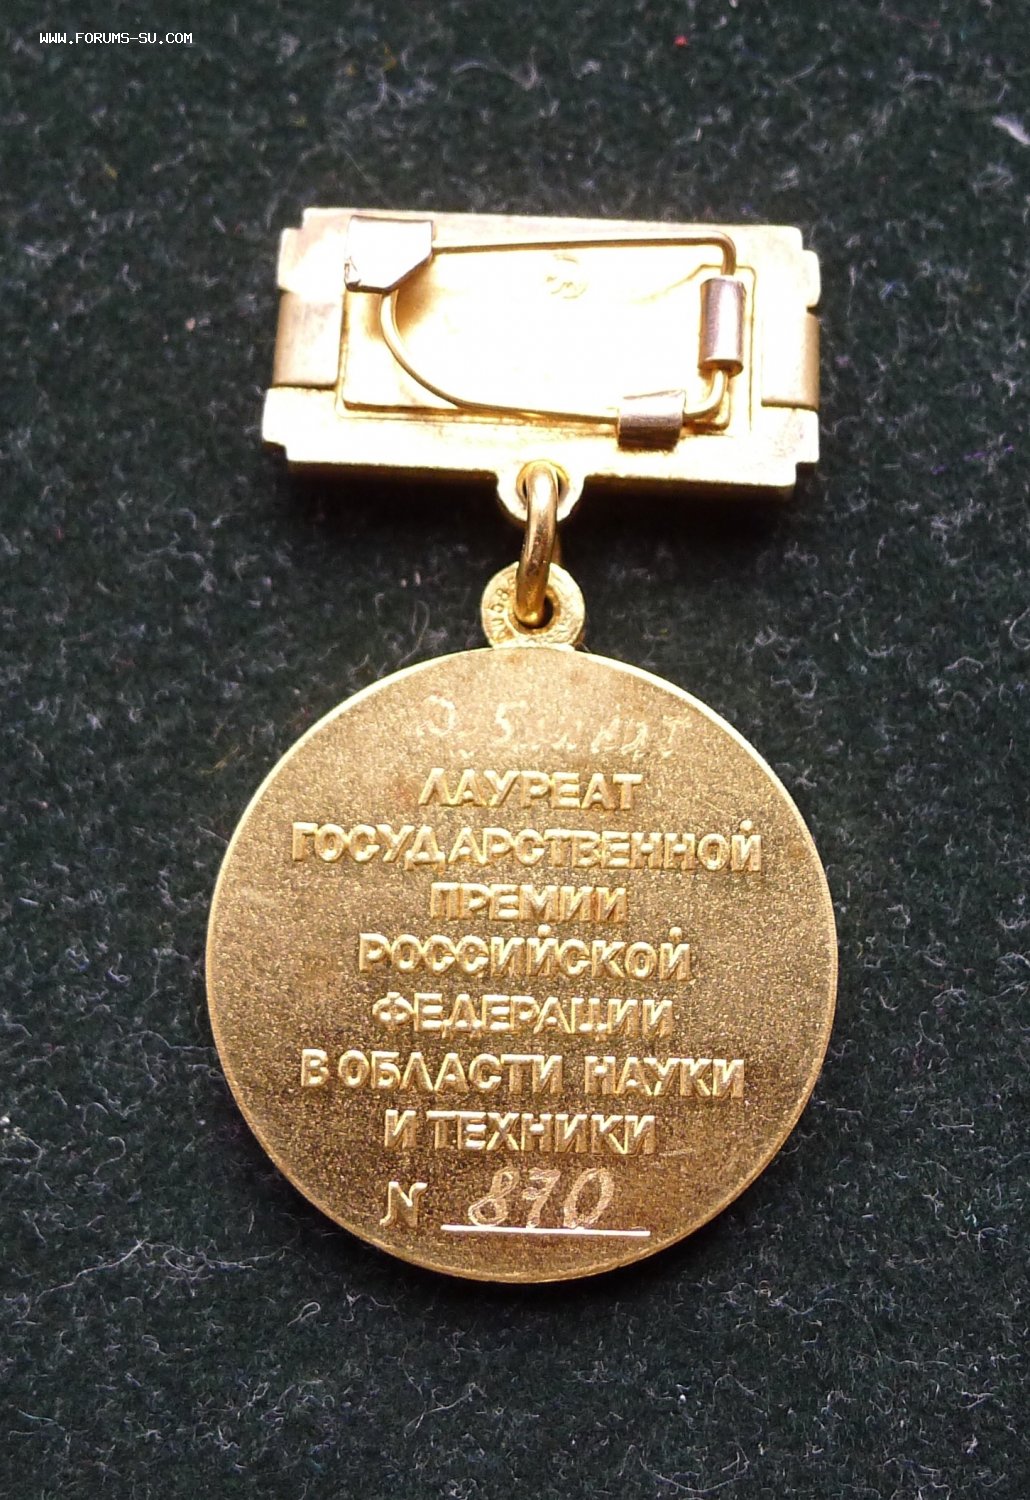 WWW.FORUMS-SU.COM
ЛАУРЕАТ
ГОСУДАРСТВЕННОЙ
ПРЕМИИ
РОССИЙСКОЙ
ФЕДЕРАЦИИ
В ОБЛАСТИ НАУКИ
И ТЕХНИКИ
N 870